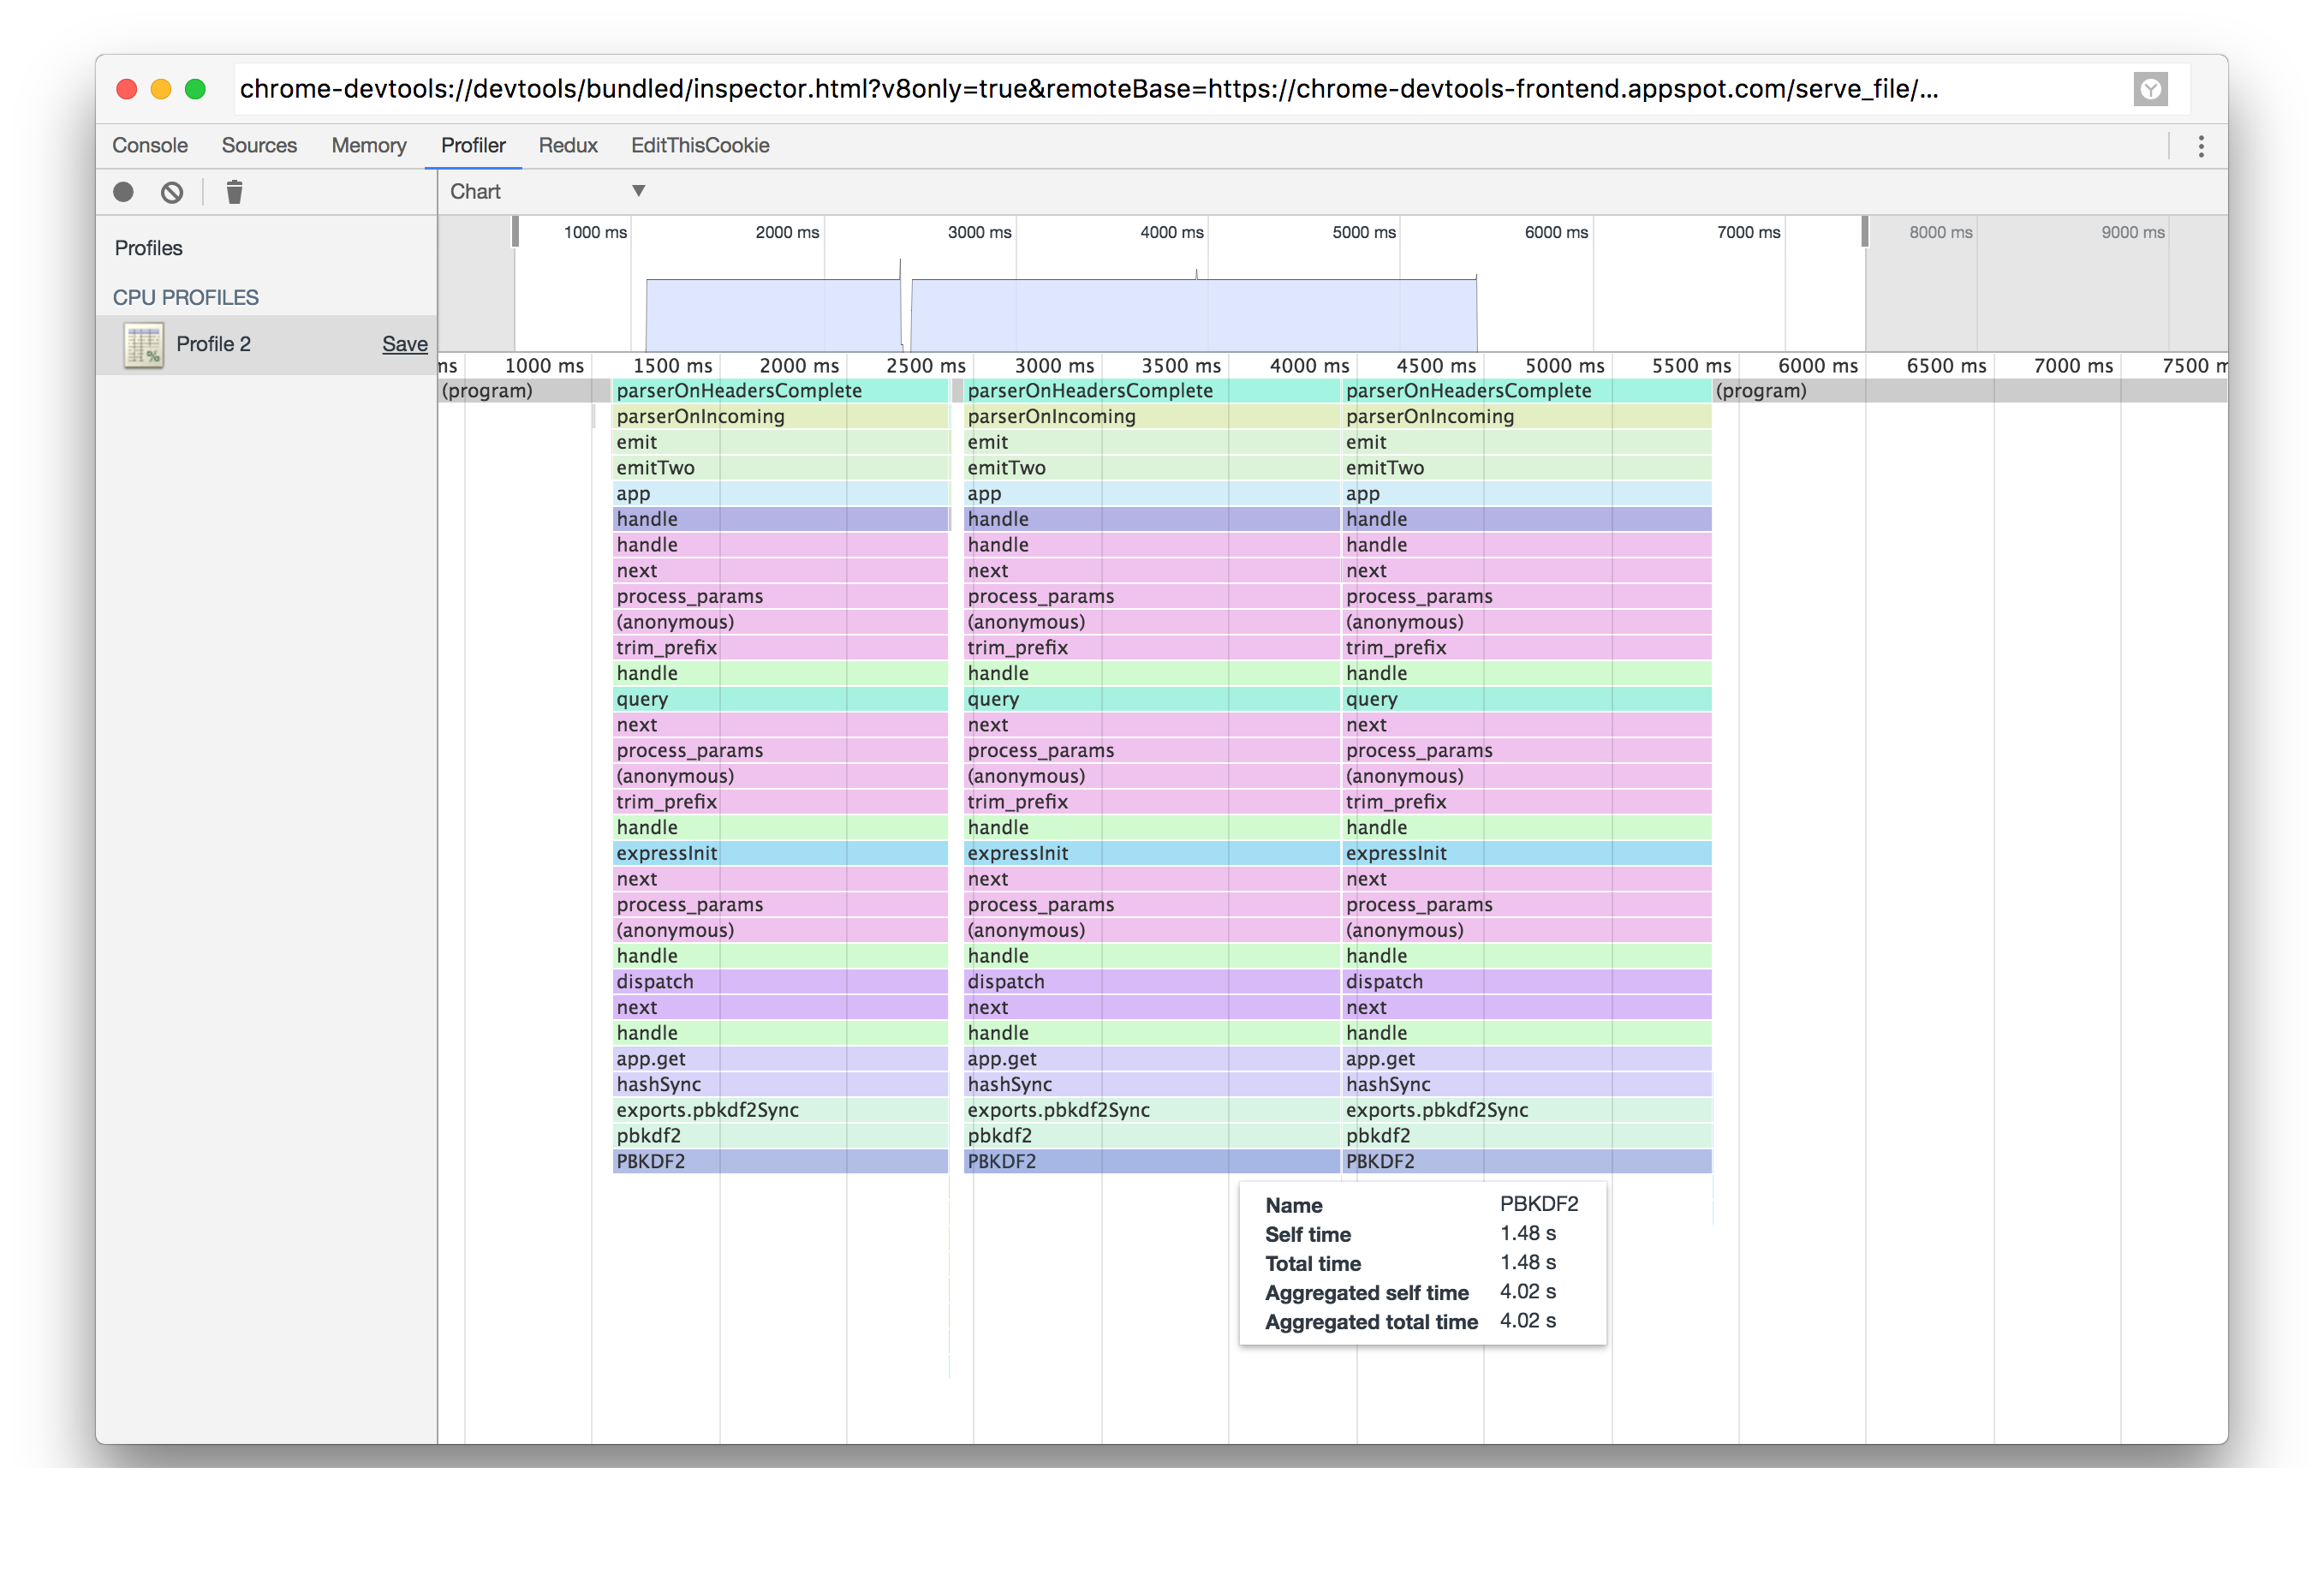 chrome-devtools://devtools/bundled/inspector.html?v8only=true&remoteBase=https://chrome-devtools-frontend.appspot.com/serve_file/...
Console Sources Memory Profiler Redux EditThisCookie
Chart
Profiles
CPU PROFILES
Profile 2 Save
1000 ms 2000 ms 3000 ms 4000 ms 5000 ms 6000 ms 7000 ms 8000 ms 9000 ms
ns 1000 ms 1500 ms 2000 ms 2500 ms 3000 ms 3500 ms 4000 ms 4500 ms 5000 ms 5500 ms 6000 ms 6500 ms 7000 ms 7500 m
(program) parserOnHeadersComplete parserOnHeadersComplete parserOnHeadersComplete (program)
parserOnIncoming parserOnIncoming parserOnIncoming
emit emit emit
emitTwo emitTwo emitTwo
app app app
handle handle handle
handle handle handle
next next next
process_params process_params process_params
(anonymous) (anonymous) (anonymous)
trim_prefix trim_prefix trim_prefix
handle handle handle
query query query
next next next
process_params process_params process_params
(anonymous) (anonymous) (anonymous)
trim_prefix trim_prefix trim_prefix
handle handle handle
expressInit expressInit expressInit
next next next
process_params process_params process_params
(anonymous) (anonymous) (anonymous)
handle handle handle
dispatch dispatch dispatch
next next next
handle handle handle
app.get app.get app.get
hashSync hashSync hashSync
exports.pbkdf2Sync exports.pbkdf2Sync exports.pbkdf2Sync
pbkdf2 pbkdf2 pbkdf2
PBKDF2 PBKDF2 PBKDF2
Name PBKDF2
Self time 1.48 s
Total time 1.48 s
Aggregated self time 4.02 s
Aggregated total time 4.02 s